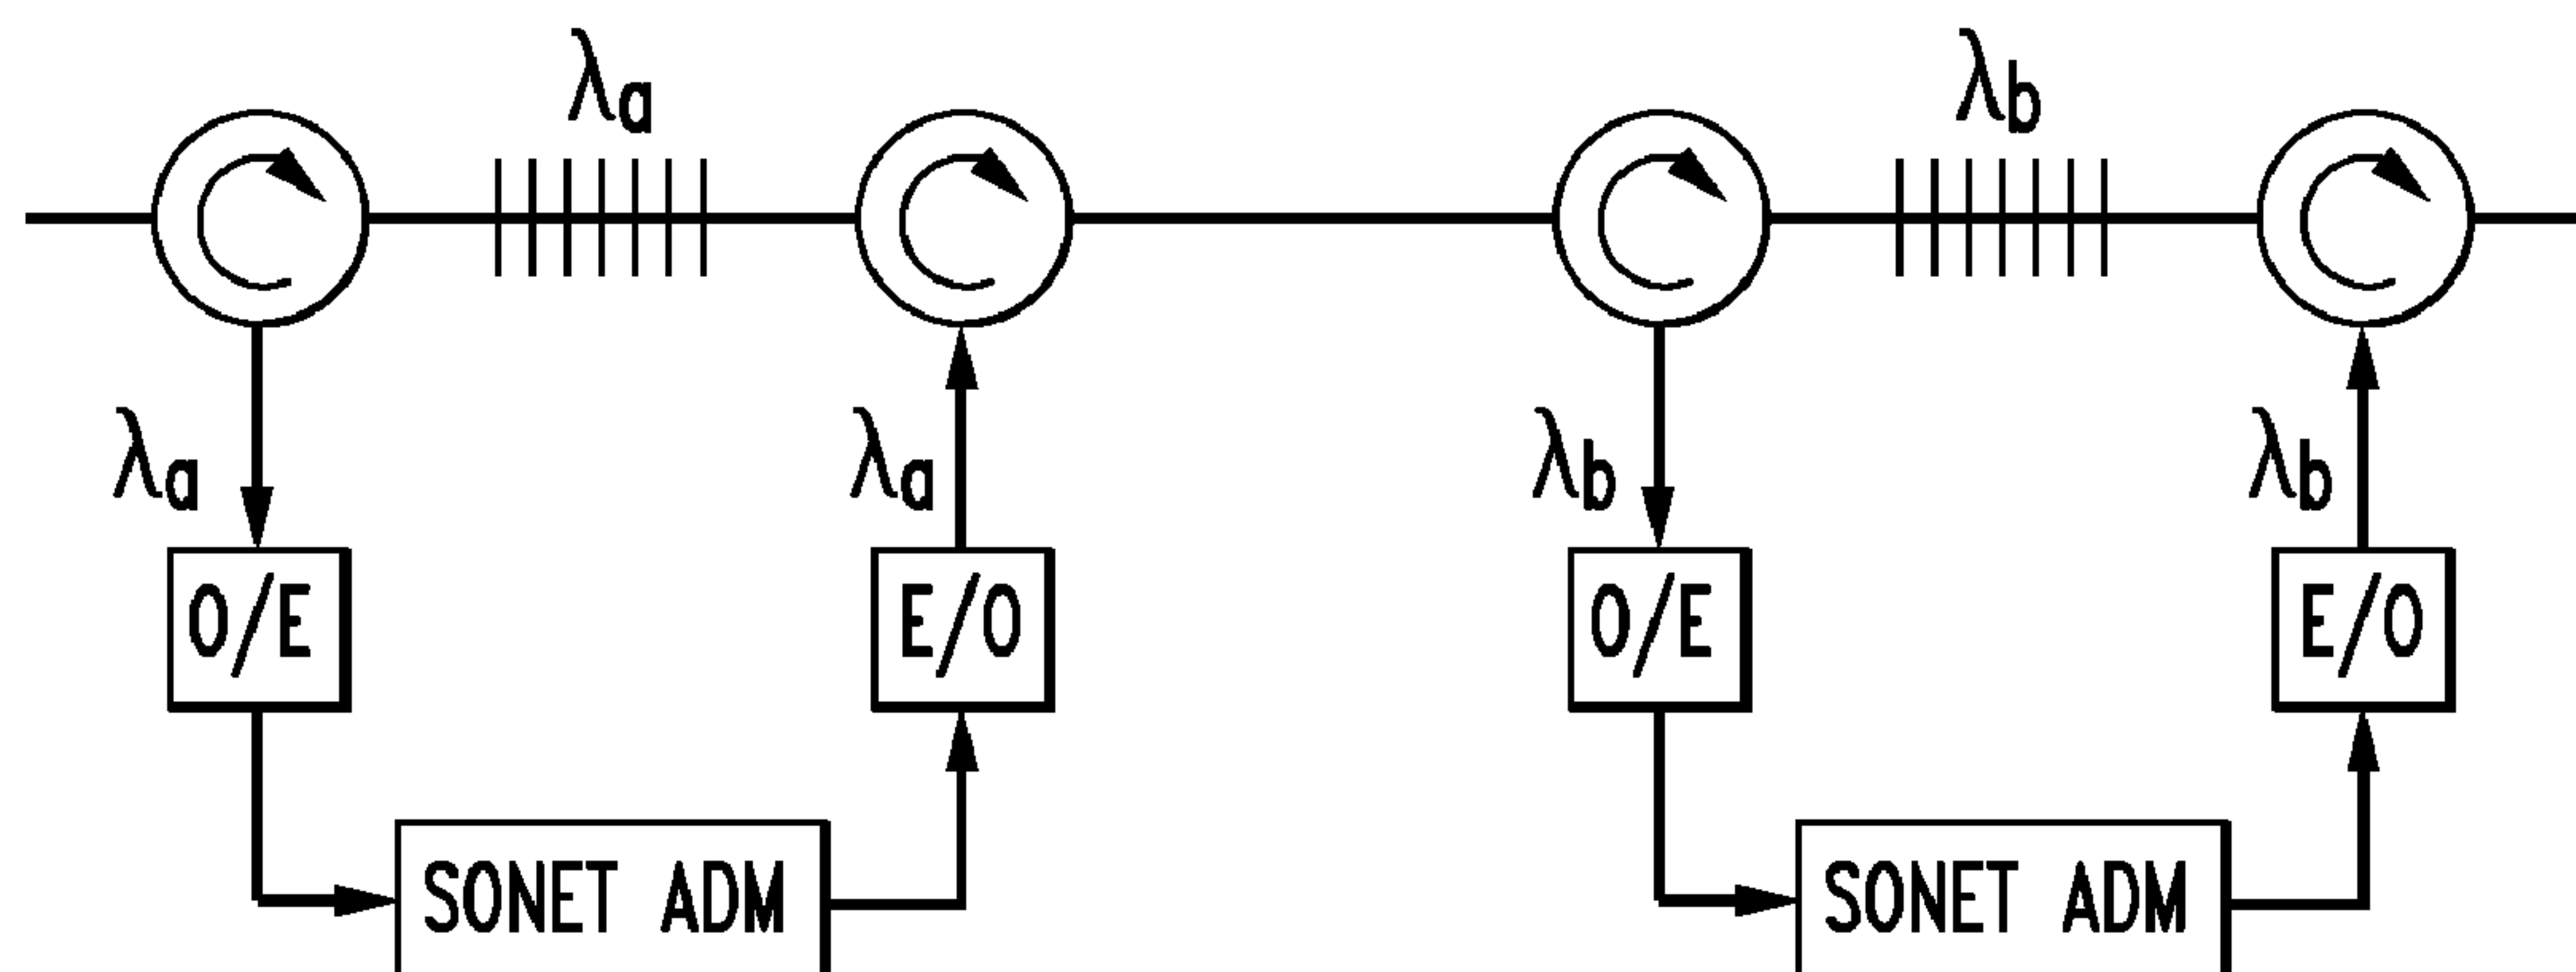 λa
λb
λa
λa
λb
λb
O/E
E/O
O/E
E/O
SONET ADM
SONET ADM